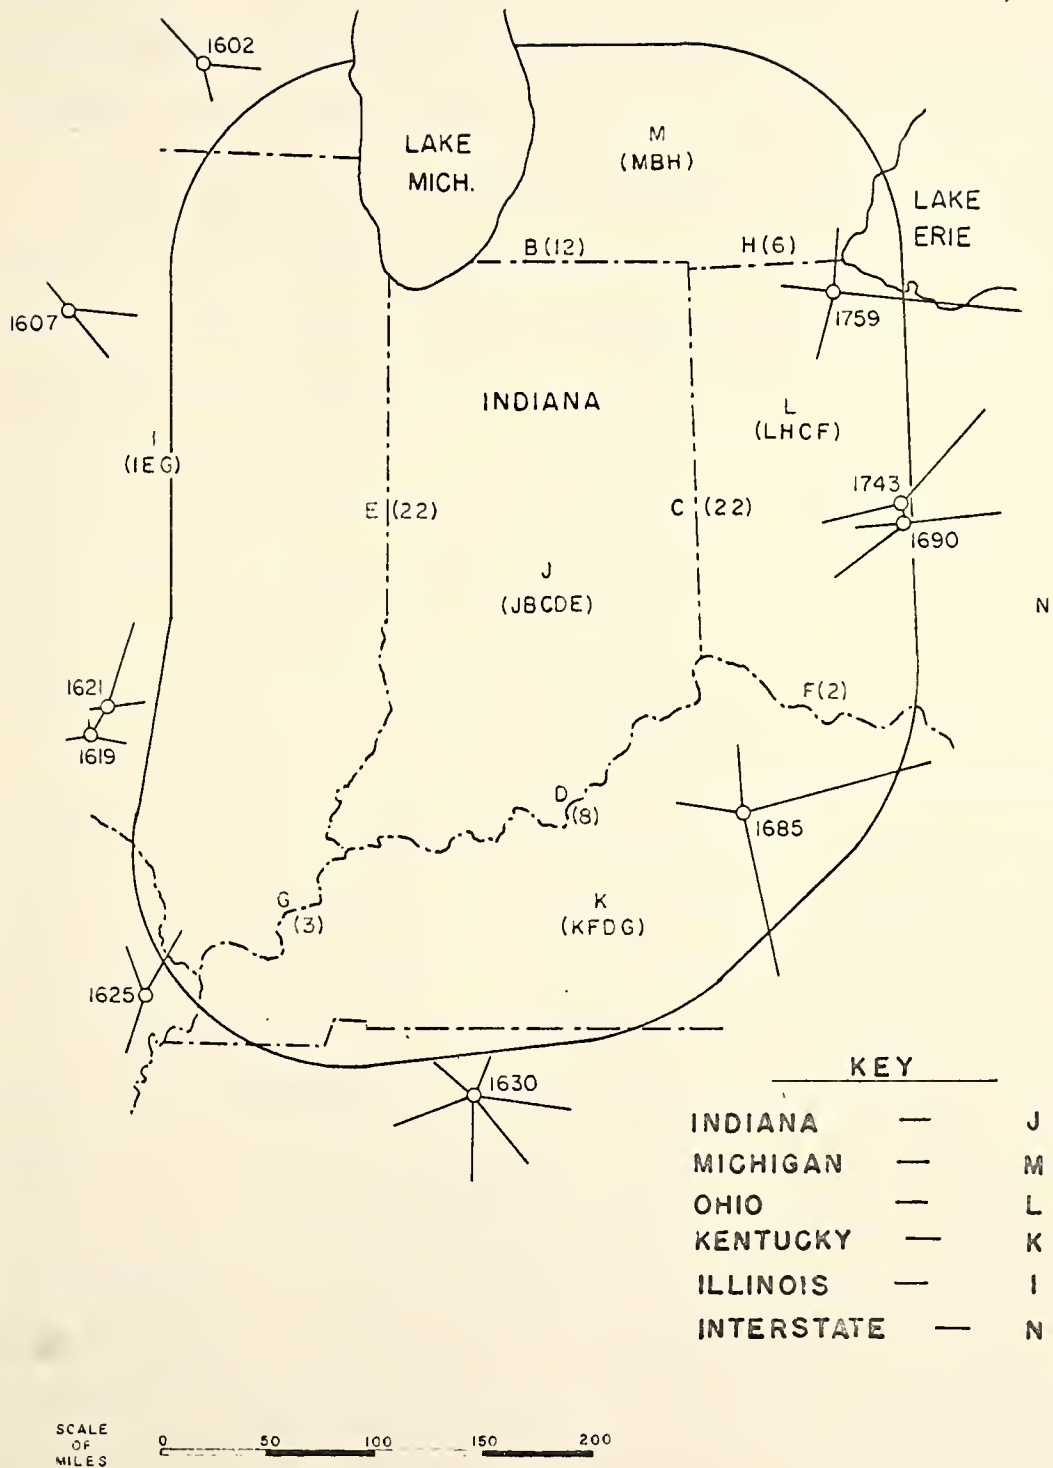 1602
LAKE
MICH.
M
(MBH)
LAKE
ERIE
B(12)
H(6)
1607
1759
INDIANA
L
(LHCF)
I
(IEG)
1743
E(22)
C(22)
1690
J
(JBCDE)
N
1621
F(2)
1619
D
(8)
1685
G
(3)
K
(KFDG)
1625
1630
KEY
INDIANA — J
MICHIGAN — M
OHIO — L
KENTUCKY — K
ILLINOIS — I
INTERSTATE — N
SCALE
OF
MILES
0 50 100 150 200